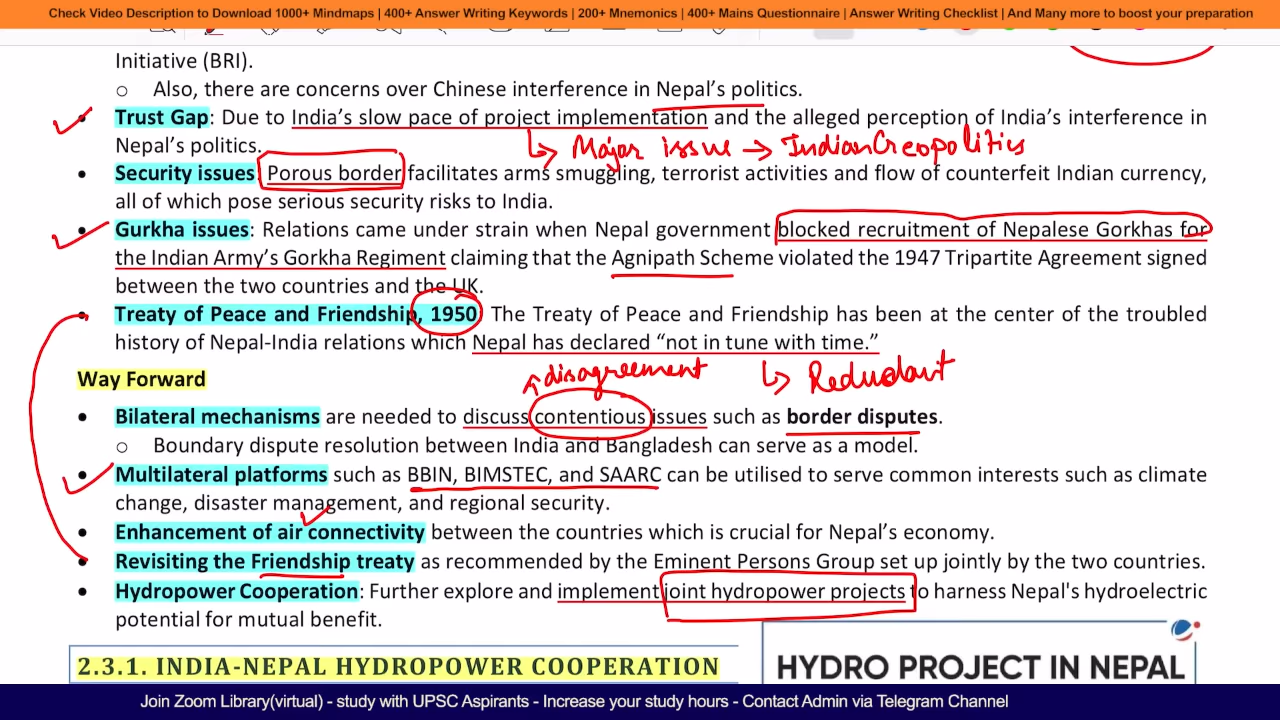 Check Video Description to Download 1000+ Mindmaps | 400+ Answer Writing Keywords | 200+ Mnemonics | 400+ Mains Questionnaire | Answer Writing Checklist | And Many more to boost your preparation
Initiative (BRI).
o Also, there are concerns over Chinese interference in Nepal's politics.
• Trust Gap: Due to India's slow pace of project implementation and the alleged perception of India's interference in
Nepal's politics.
↳ Major issue → Indian Geopolitics
• Security issues: Porous border facilitates arms smuggling, terrorist activities and flow of counterfeit Indian currency,
all of which pose serious security risks to India.
• Gurkha issues: Relations came under strain when Nepal government blocked recruitment of Nepalese Gorkhas for
the Indian Army's Gorkha Regiment claiming that the Agnipath Scheme violated the 1947 Tripartite Agreement signed
between the two countries and the UK.
• Treaty of Peace and Friendship, 1950: The Treaty of Peace and Friendship has been at the center of the troubled
history of Nepal-India relations which Nepal has declared "not in tune with time."
Way Forward
disagreement
↳ Redudant
• Bilateral mechanisms are needed to discuss contentious issues such as border disputes.
o Boundary dispute resolution between India and Bangladesh can serve as a model.
• Multilateral platforms such as BBIN, BIMSTEC, and SAARC can be utilised to serve common interests such as climate
change, disaster management, and regional security.
• Enhancement of air connectivity between the countries which is crucial for Nepal's economy.
• Revisiting the Friendship treaty as recommended by the Eminent Persons Group set up jointly by the two countries.
• Hydropower Cooperation: Further explore and implement joint hydropower projects to harness Nepal's hydroelectric
potential for mutual benefit.
2.3.1. INDIA-NEPAL HYDROPOWER COOPERATION
HYDRO PROJECT IN NEPAL
Join Zoom Library(virtual) - study with UPSC Aspirants - Increase your study hours - Contact Admin via Telegram Channel